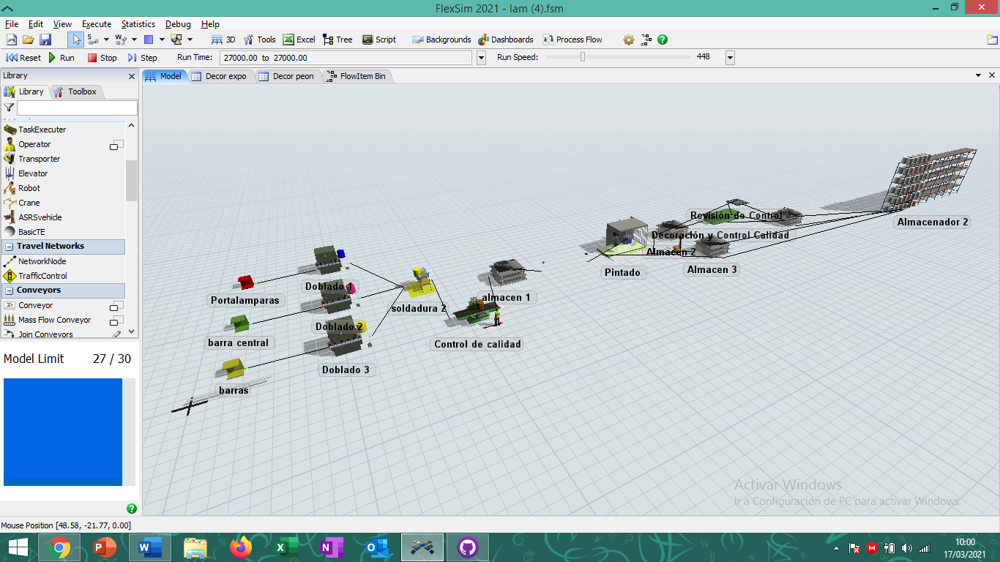 FlexSim 2021 - lam (4).fsm
File Edit View Execute Statistics Debug Help
3D Tools Excel Tree Script Backgrounds Dashboards Process Flow
Reset Run Stop Step Run Time: 27000.00 to 27000.00 Run Speed: 448
Library
Model Decor expo Decor peon FlowItem Bin
Library Toolbox
TaskExecuter
Operator
Transporter
Elevator
Robot
Crane
ASRSvehicle
BasicTE
Travel Networks
NetworkNode
TrafficControl
Conveyors
Conveyor
Mass Flow Conveyor
Join Conveyors
Model Limit 27 / 30
Revisión de Control
Almacenador 2
Decoración y Control Calidad
Almacen 2
Almacen 3
Pintado
Doblado 1
Portalamparas
almacen 1
soldadura 2
Doblado 2
barra central
Control de calidad
Doblado 3
barras
Activar Windows
Ir a Configuración de PC para activar Windows.
Mouse Position [48.58, -21.77, 0.00]
10:00
17/03/2021